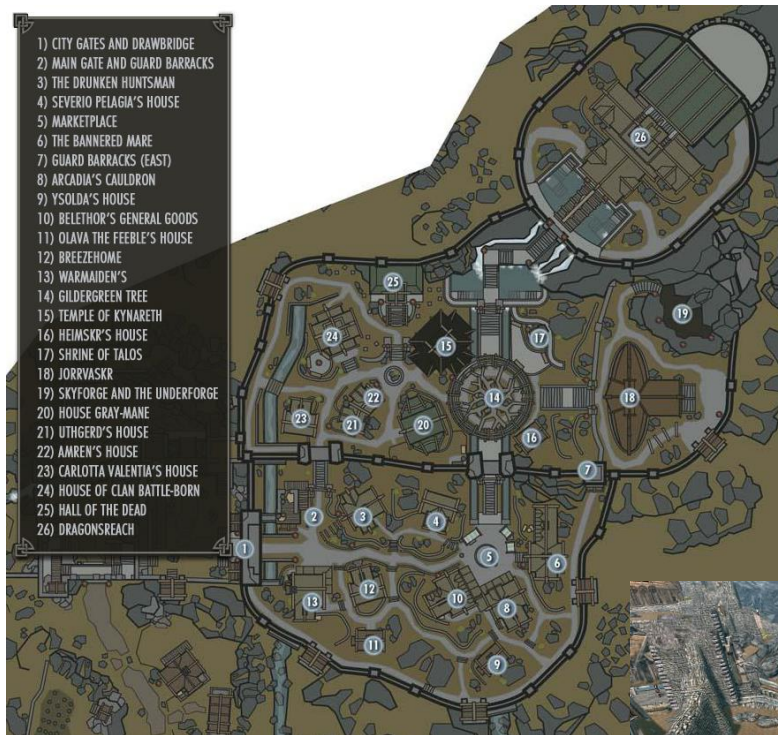 1) CITY GATES AND DRAWBRIDGE
2) MAIN GATE AND GUARD BARRACKS
3) THE DRUNKEN HUNTSMAN
4) SEVERIO PELAGIA'S HOUSE
5) MARKETPLACE
6) THE BANNERED MARE
7) GUARD BARRACKS (EAST)
8) ARCADIA'S CAULDRON
9) YSOLDA'S HOUSE
10) BELETHOR'S GENERAL GOODS
11) OLAVA THE FEEBLE'S HOUSE
12) BREEZEHOME
13) WARMAIDEN'S
14) GILDERGREEN TREE
15) TEMPLE OF KYNARETH
16) HEIMSKR'S HOUSE
17) SHRINE OF TALOS
18) JORRVASKR
19) SKYFORGE AND THE UNDERFORGE
20) HOUSE GRAY-MANE
21) UTHGERD'S HOUSE
22) AMREN'S HOUSE
23) CARLOTTA VALENTIA'S HOUSE
24) HOUSE OF CLAN BATTLE-BORN
25) HALL OF THE DEAD
26) DRAGONSREACH
26
25
19
24
15
17
14
18
22
23
21
20
16
7
2
3
4
1
5
6
13
12
10
8
11
9